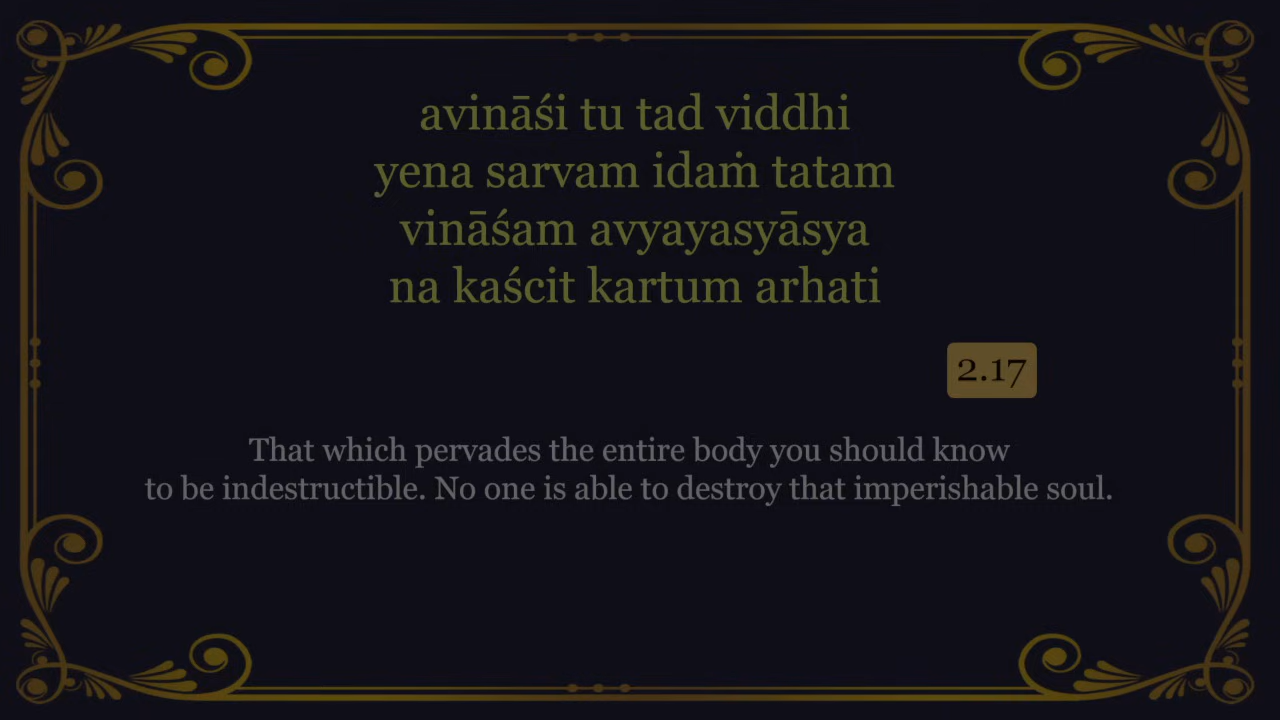 avināśi tu tad viddhi
yena sarvam idaṁ tatam
vināśam avyayasyāsya
na kaścit kartum arhati
2.17
That which pervades the entire body you should know
to be indestructible. No one is able to destroy that imperishable soul.